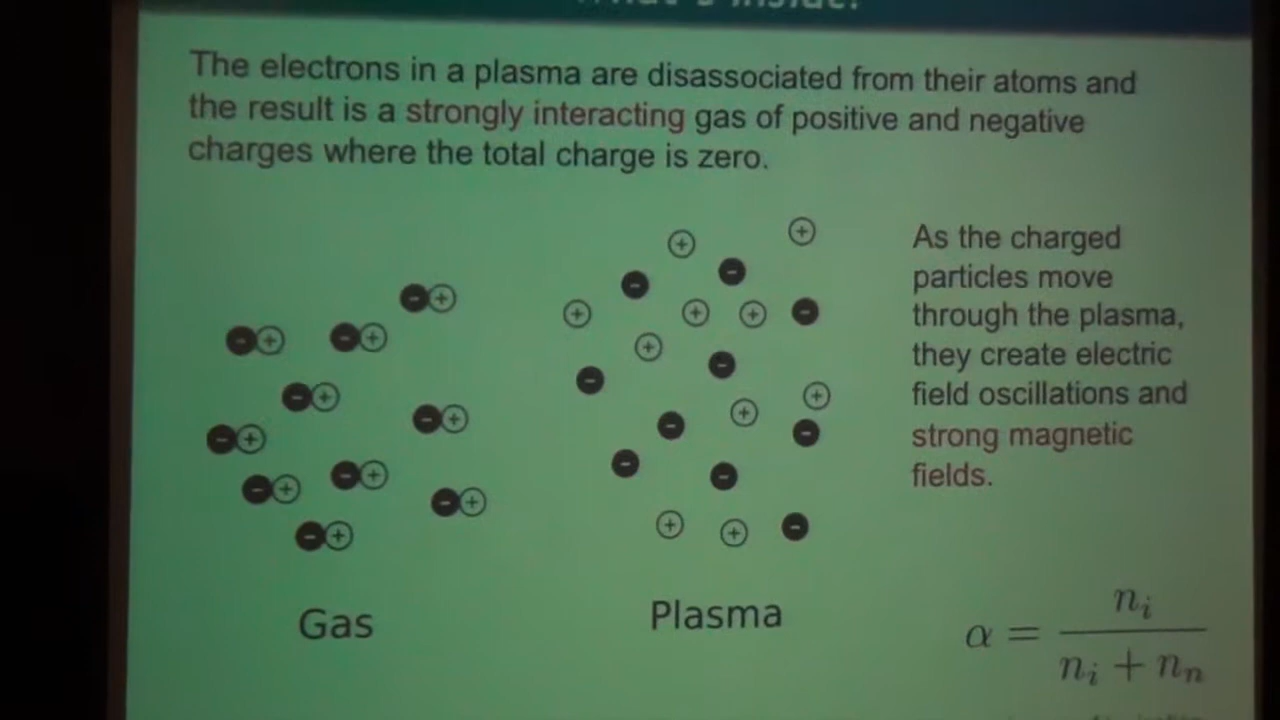 What's inside?
The electrons in a plasma are disassociated from their atoms and
the result is a strongly interacting gas of positive and negative
charges where the total charge is zero.
As the charged
particles move
through the plasma,
they create electric
field oscillations and
strong magnetic
fields.
Gas
Plasma
α = n_i / (n_i + n_n)